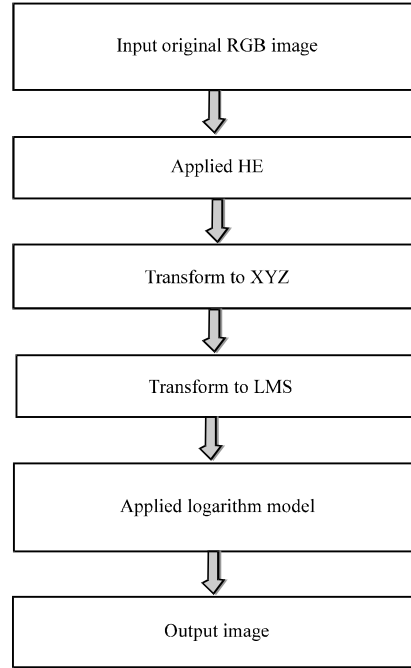 Input original RGB image
Applied HE
Transform to XYZ
Transform to LMS
Applied logarithm model
Output image